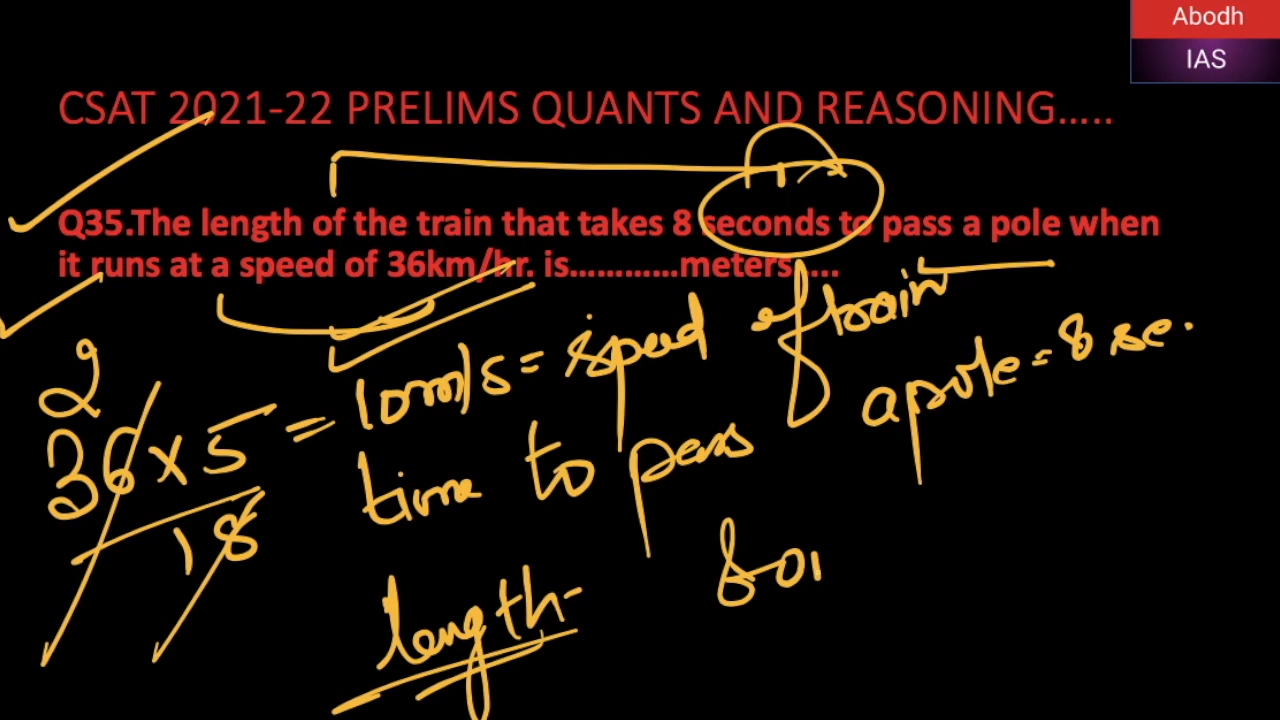 Abodh
IAS
CSAT 2021-22 PRELIMS QUANTS AND REASONING.....
Q35.The length of the train that takes 8 seconds to pass a pole when
it runs at a speed of 36km/hr. is............meters.....
2
36 x 5 = 10m/s = speed of train
18
time to pass a pole = 8 se.
length- 80